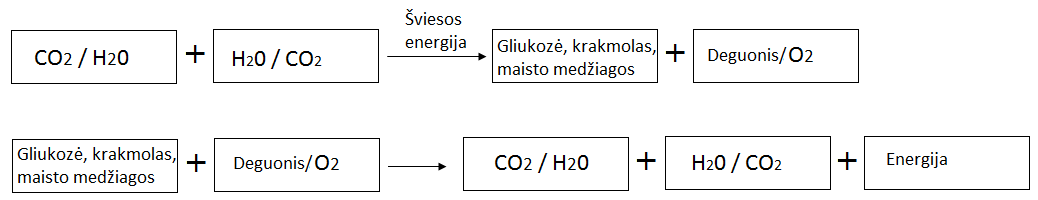 CO2 / H20 + H20 / CO2 Šviesos energija Gliukozė, krakmolas, maisto medžiagos + Deguonis/O2
Gliukozė, krakmolas, maisto medžiagos + Deguonis/O2 CO2 / H20 + H20 / CO2 + Energija